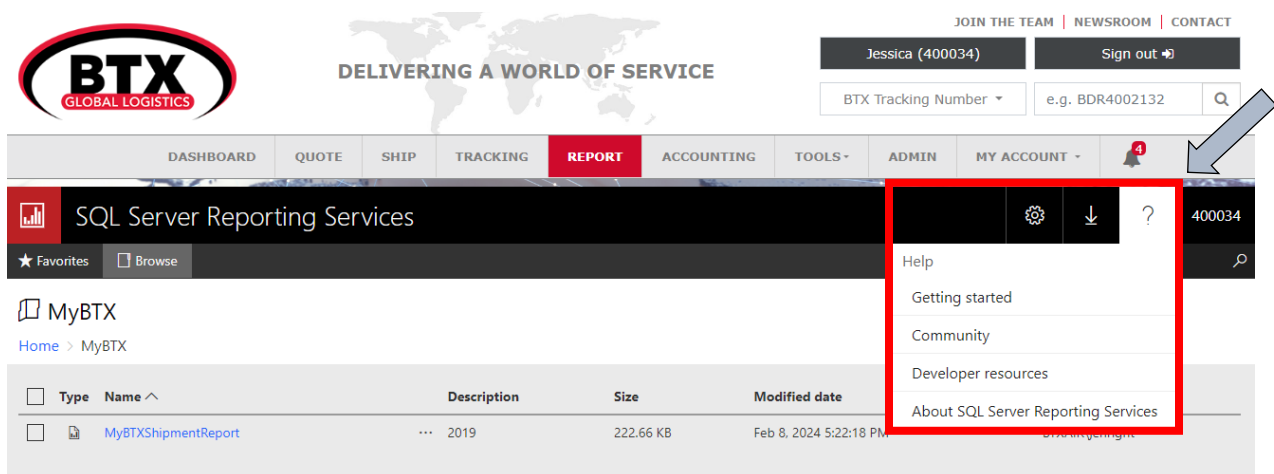 JOIN THE TEAM | NEWSROOM | CONTACT
BTX
GLOBAL LOGISTICS
DELIVERING A WORLD OF SERVICE
Jessica (400034) Sign out
BTX Tracking Number e.g. BDR4002132
DASHBOARD QUOTE SHIP TRACKING REPORT ACCOUNTING TOOLS ADMIN MY ACCOUNT 4
SQL Server Reporting Services ? 400034
Favorites Browse
Help
Getting started
Community
Developer resources
About SQL Server Reporting Services
MyBTX
Home > MyBTX
Type Name Description Size Modified date
MyBTXShipmentReport ... 2019 222.66 KB Feb 8, 2024 5:22:18 PM